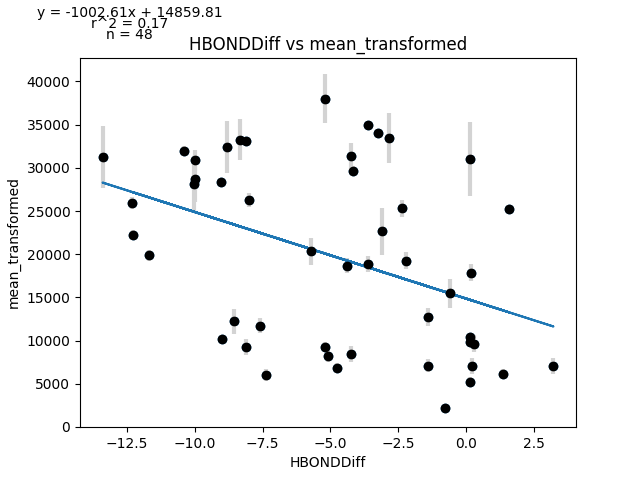 y = -1002.61x + 14859.81
r^2 = 0.17
n = 48
HBONDDiff vs mean_transformed
40000
35000
30000
25000
20000
15000
10000
5000
0
mean_transformed
−12.5 −10.0 −7.5 −5.0 −2.5 0.0 2.5
HBONDDiff